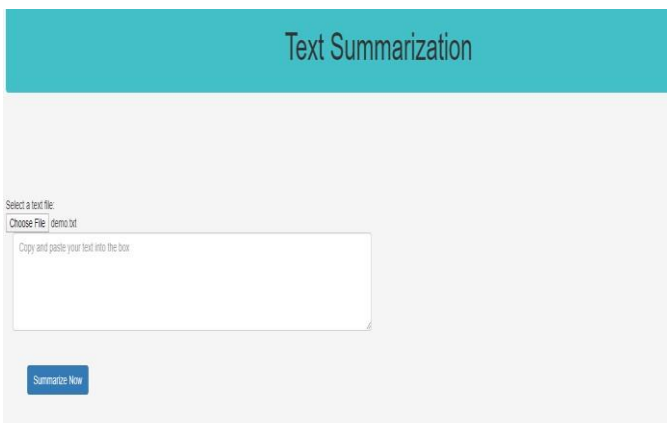 Text Summarization
Select a text file:
Choose File demo.txt
Copy and paste your text into the box
Summarize Now